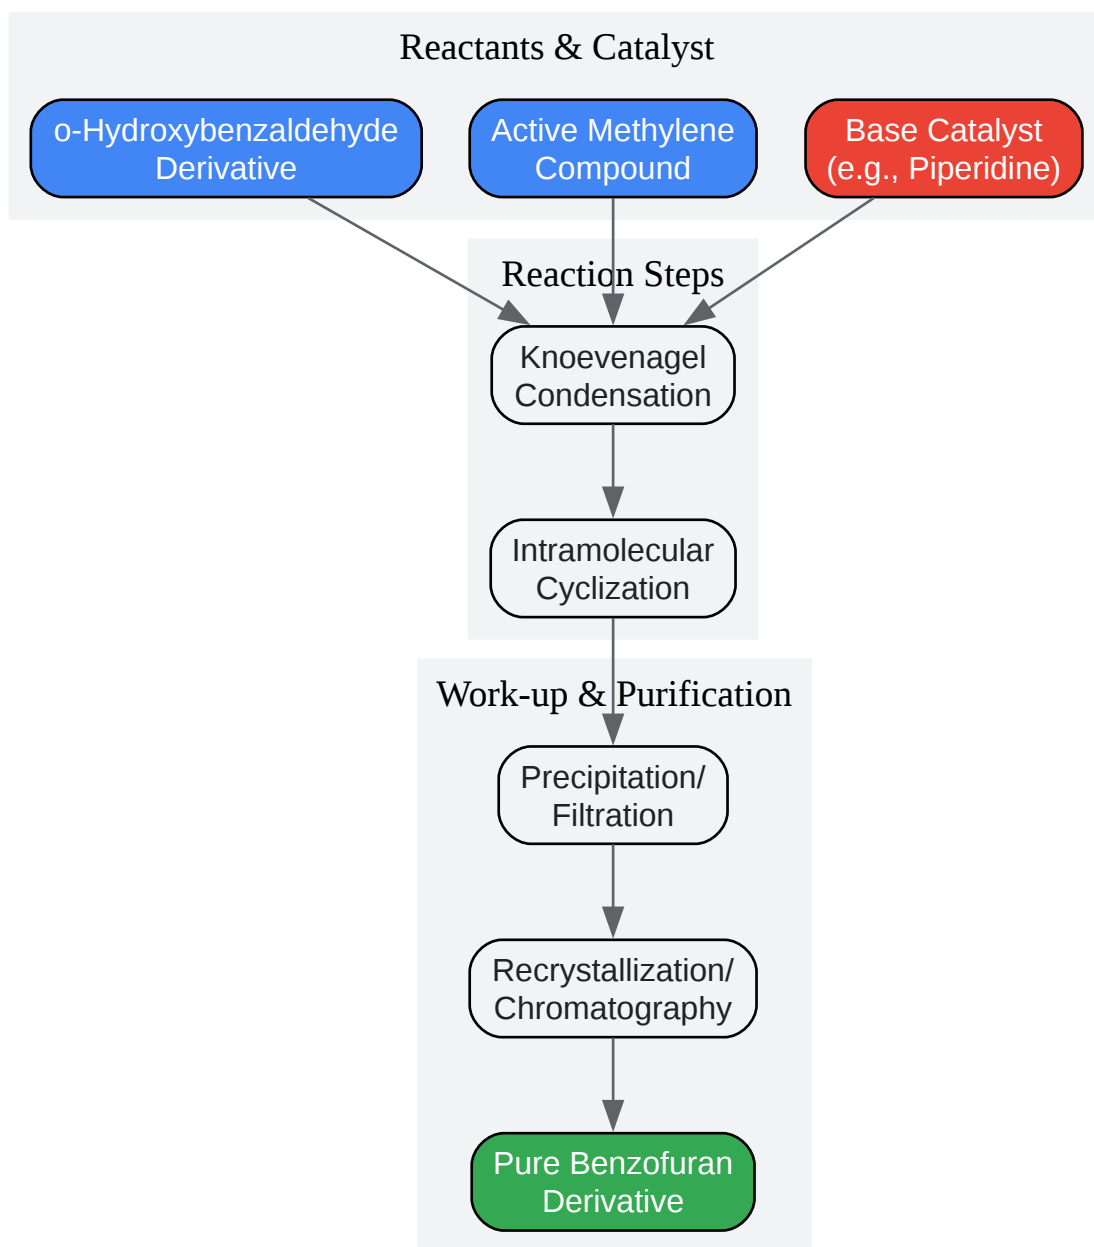 Reactants & Catalyst
o-Hydroxybenzaldehyde
Derivative
Active Methylene
Compound
Base Catalyst
(e.g., Piperidine)
Reaction Steps
Knoevenagel
Condensation
Intramolecular
Cyclization
Work-up & Purification
Precipitation/
Filtration
Recrystallization/
Chromatography
Pure Benzofuran
Derivative